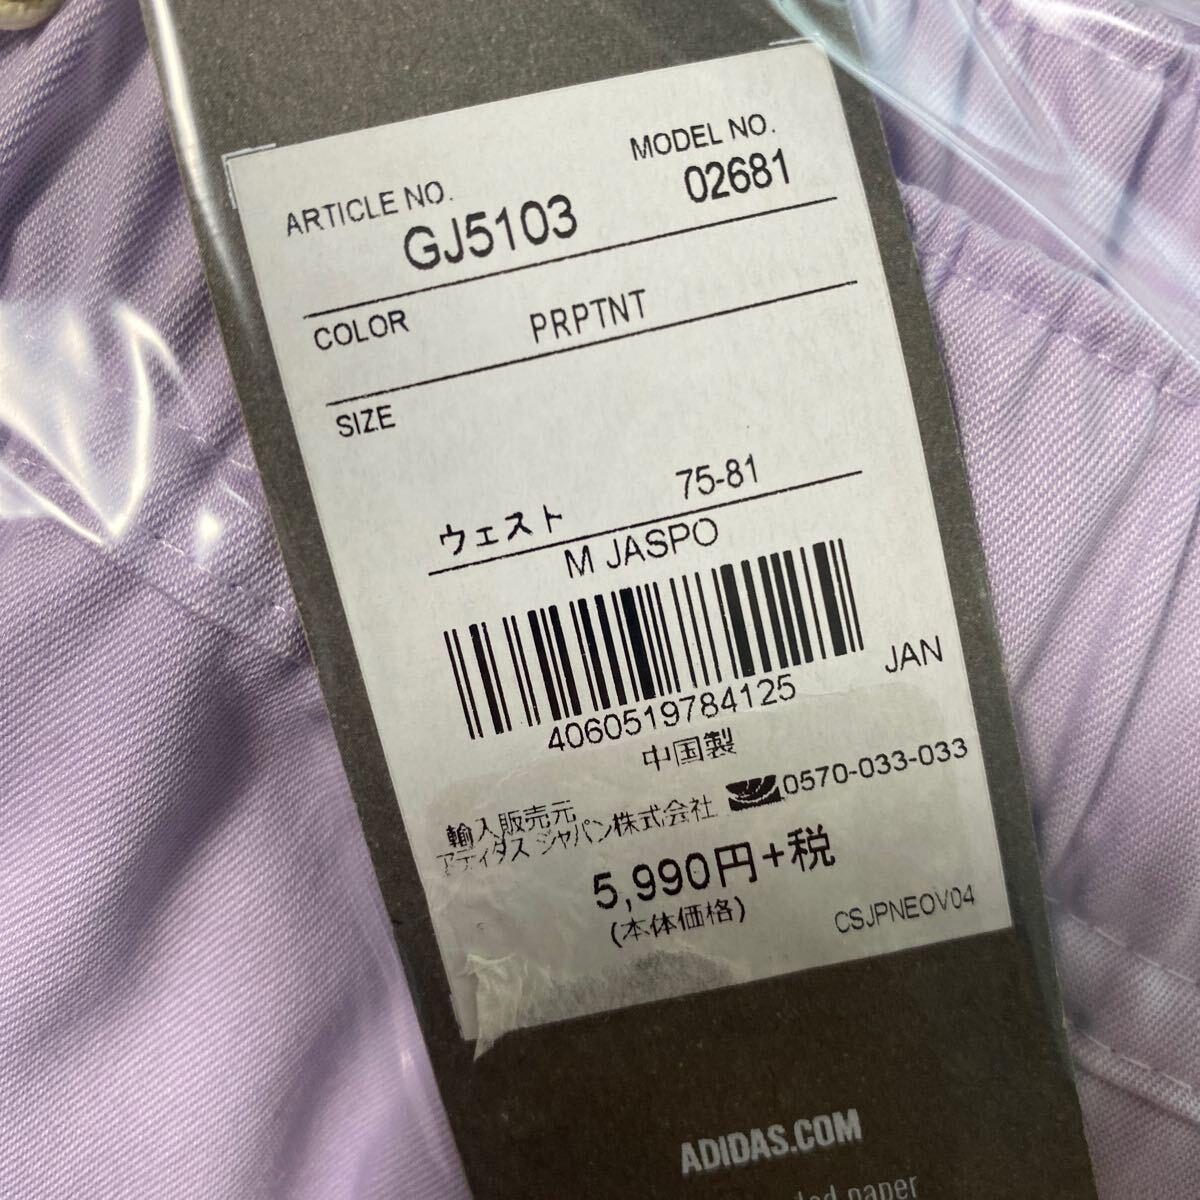 ARTICLE NO. MODEL NO.
GJ5103 02681
COLOR PRPTNT
SIZE
ウェスト 75-81
M JASPO
4060519784125 JAN
中国製
輸入販売元
アディダス ジャパン株式会社 0570-033-033
5,990円+税
(本体価格) CSJPNEOV04
ADIDAS.COM
paper